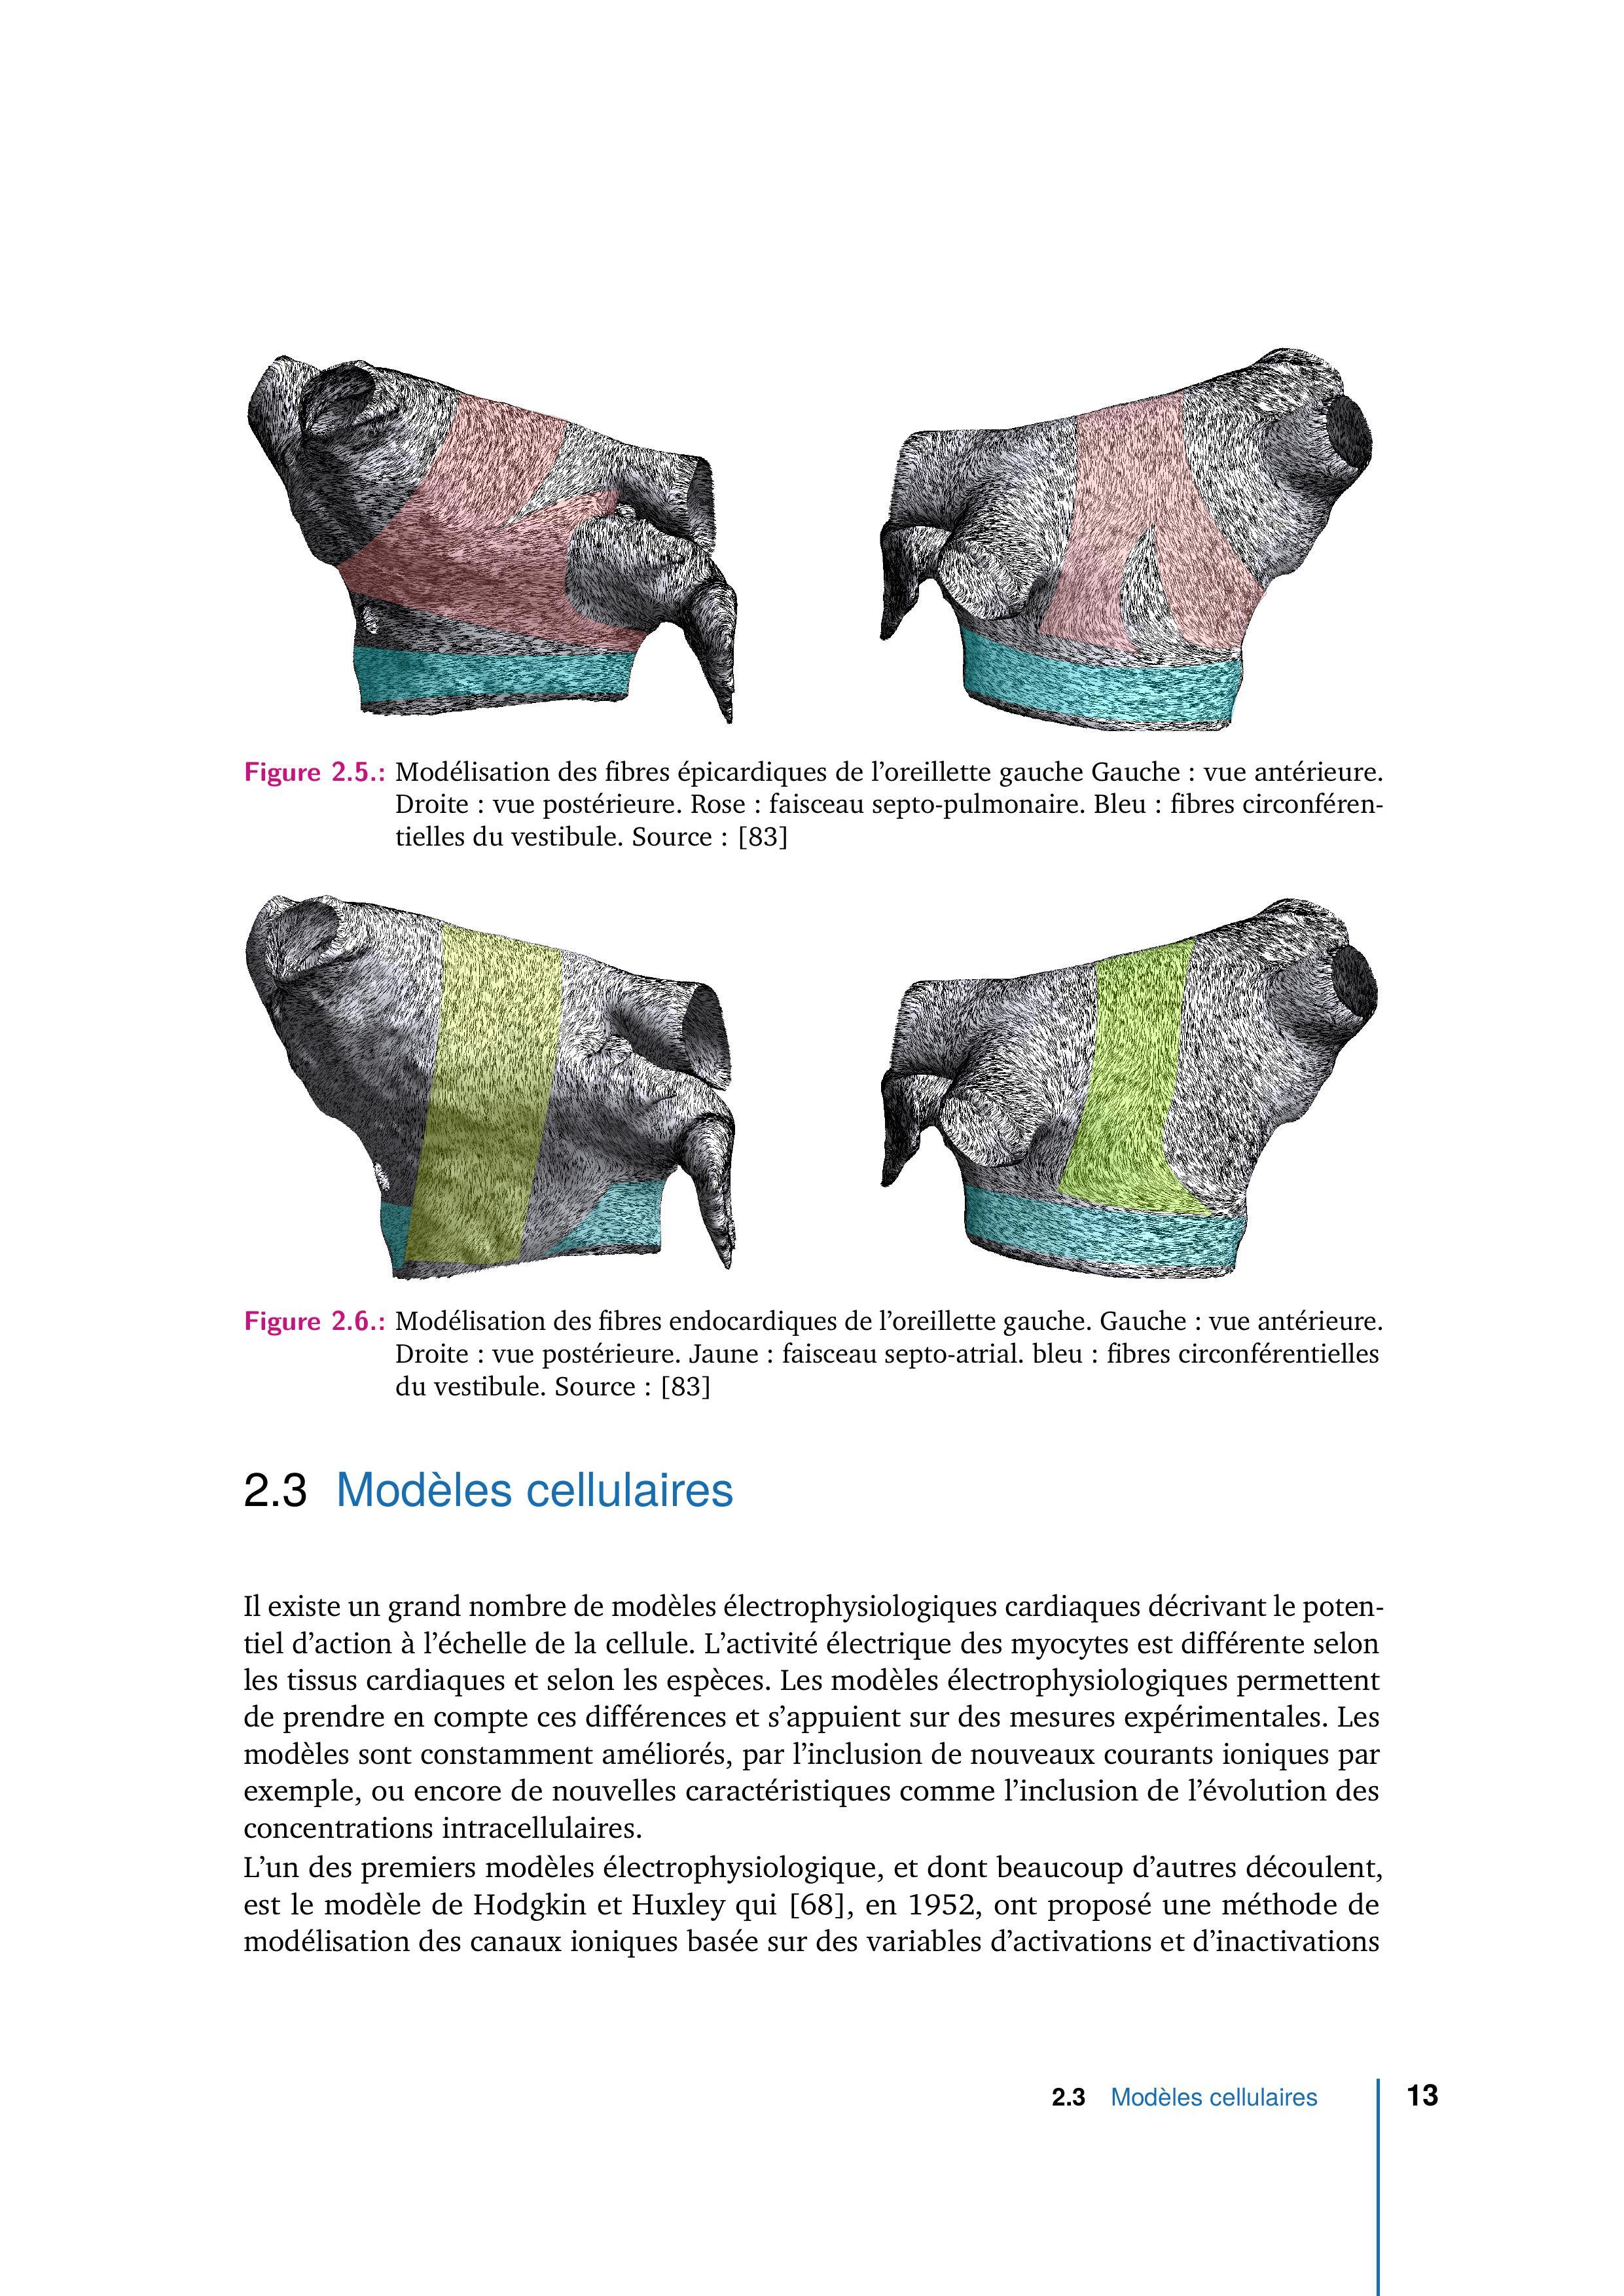 Figure 2.5.: Modélisation des fibres épicardiques de l'oreillette gauche Gauche : vue antérieure.
Droite : vue postérieure. Rose : faisceau septo-pulmonaire. Bleu : fibres circonféren-
tielles du vestibule. Source : [83]
Figure 2.6.: Modélisation des fibres endocardiques de l'oreillette gauche. Gauche : vue antérieure.
Droite : vue postérieure. Jaune : faisceau septo-atrial. bleu : fibres circonférentielles
du vestibule. Source : [83]
2.3 Modèles cellulaires
Il existe un grand nombre de modèles électrophysiologiques cardiaques décrivant le poten-
tiel d'action à l'échelle de la cellule. L'activité électrique des myocytes est différente selon
les tissus cardiaques et selon les espèces. Les modèles électrophysiologiques permettent
de prendre en compte ces différences et s'appuient sur des mesures expérimentales. Les
modèles sont constamment améliorés, par l'inclusion de nouveaux courants ioniques par
exemple, ou encore de nouvelles caractéristiques comme l'inclusion de l'évolution des
concentrations intracellulaires.
L'un des premiers modèles électrophysiologique, et dont beaucoup d'autres découlent,
est le modèle de Hodgkin et Huxley qui [68], en 1952, ont proposé une méthode de
modélisation des canaux ioniques basée sur des variables d'activations et d'inactivations
2.3 Modèles cellulaires 13